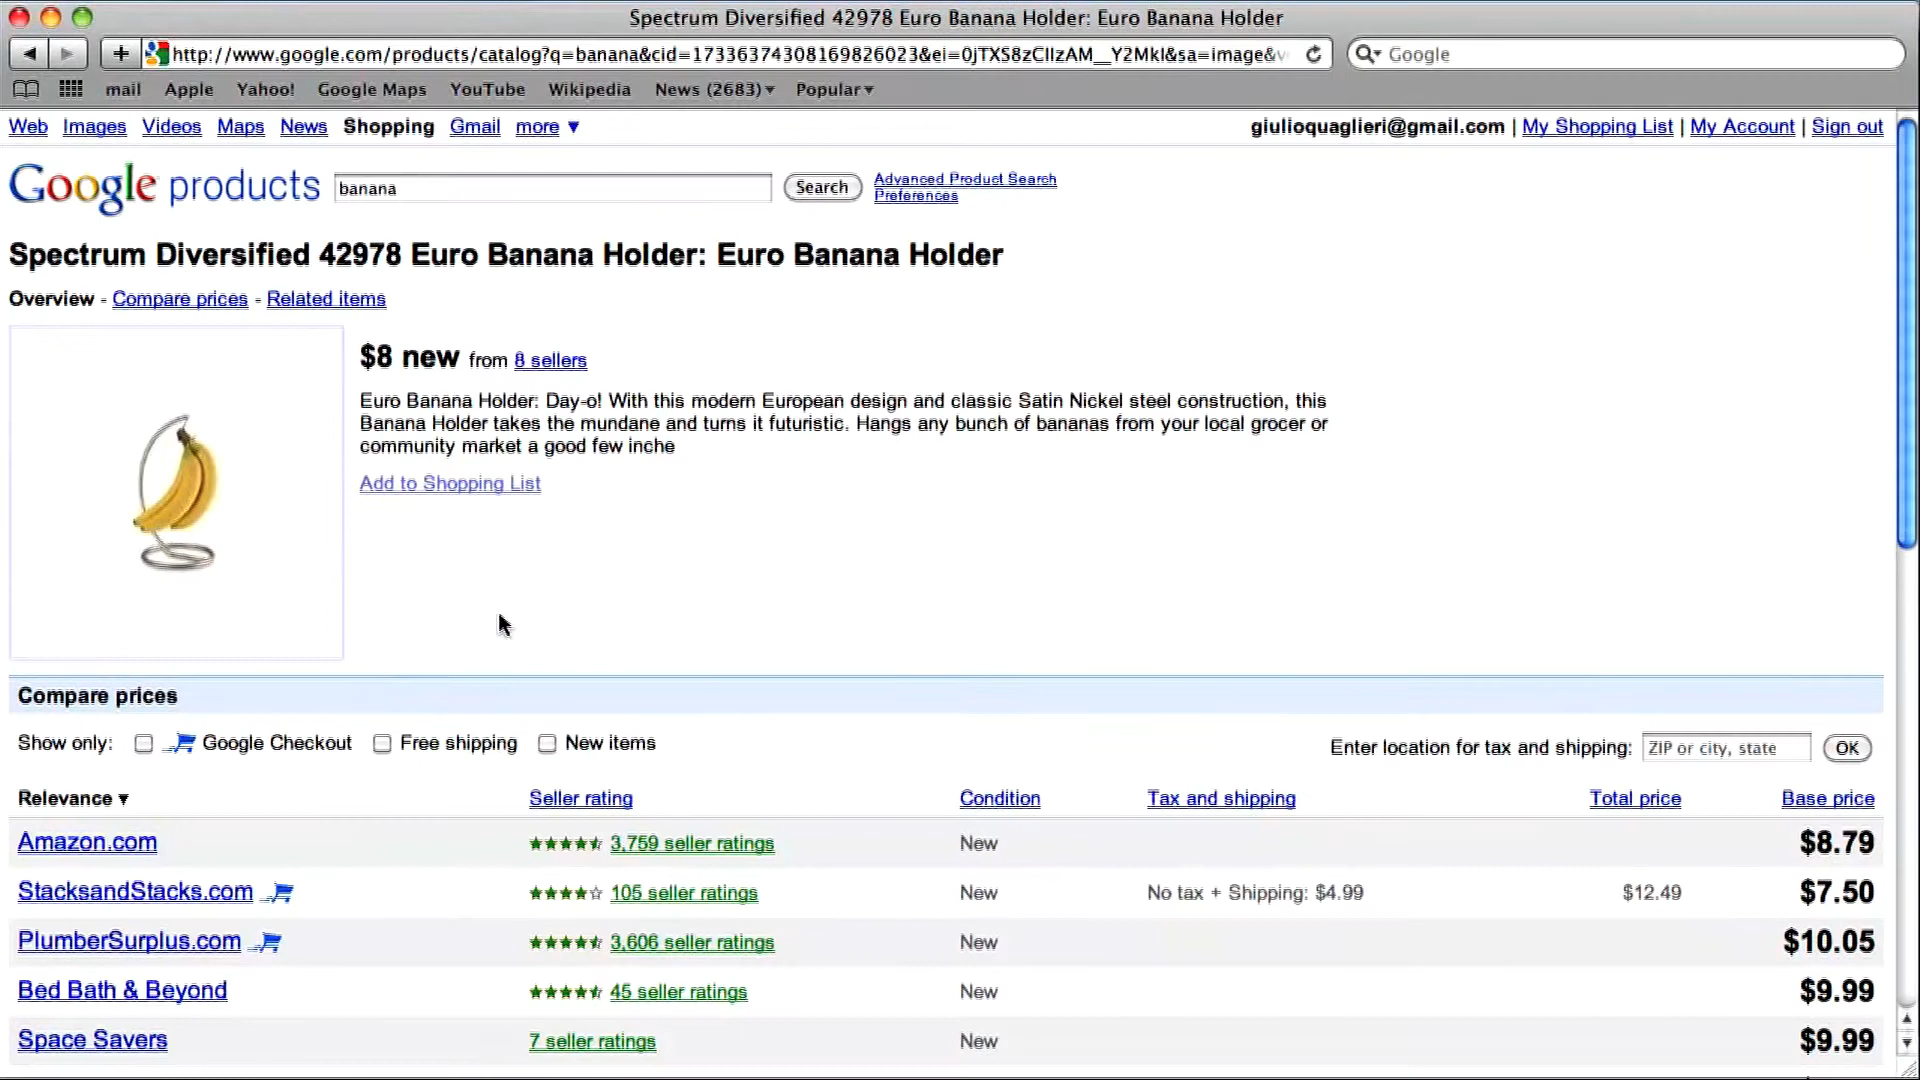 Spectrum Diversified 42978 Euro Banana Holder: Euro Banana Holder
http://www.google.com/products/catalog?q=banana&cid=17336374308169826023&ei=0jTXS8zCIIzAM__Y2MkI&sa=image&v
Google
mail Apple Yahoo! Google Maps YouTube Wikipedia News (2683) Popular
Web Images Videos Maps News Shopping Gmail more ▼ giulioquaglieri@gmail.com | My Shopping List | My Account | Sign out
Google products banana Search Advanced Product Search
Preferences
Spectrum Diversified 42978 Euro Banana Holder: Euro Banana Holder
Overview - Compare prices - Related items
$8 new from 8 sellers
Euro Banana Holder: Day-o! With this modern European design and classic Satin Nickel steel construction, this
Banana Holder takes the mundane and turns it futuristic. Hangs any bunch of bananas from your local grocer or
community market a good few inche
Add to Shopping List
Compare prices
Show only: Google Checkout Free shipping New items Enter location for tax and shipping: ZIP or city, state OK
Relevance ▼ Seller rating Condition Tax and shipping Total price Base price
Amazon.com 3,759 seller ratings New $8.79
StacksandStacks.com 105 seller ratings New No tax + Shipping: $4.99 $12.49 $7.50
PlumberSurplus.com 3,606 seller ratings New $10.05
Bed Bath & Beyond 45 seller ratings New $9.99
Space Savers 7 seller ratings New $9.99